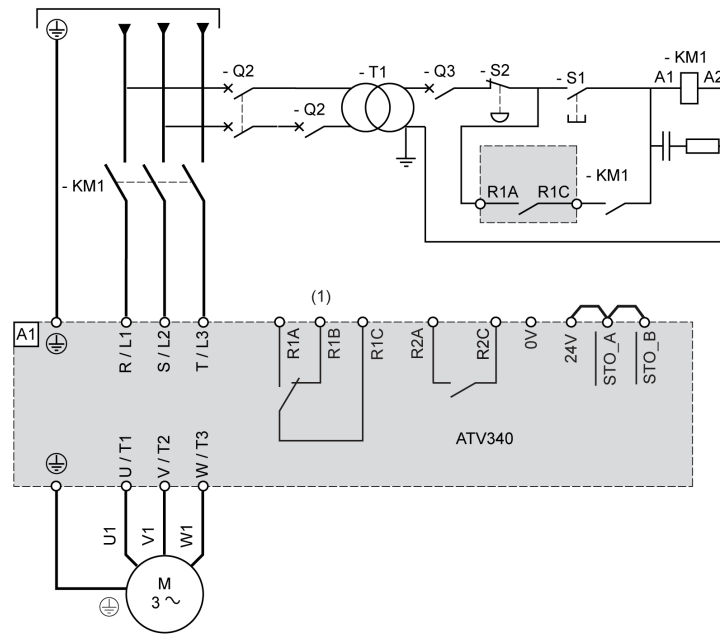 - Q2
- T1
- Q3
- S2
- S1
- KM1
A1
A2
- Q2
- KM1
R1A
R1C
- KM1
(1)
A1
R / L1
S / L2
T / L3
R1A
R1B
R1C
R2A
R2C
0V
24V
STO_A
STO_B
ATV340
U / T1
V / T2
W / T3
U1
V1
W1
M
3 ~